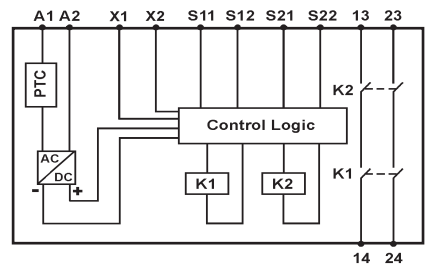 A1 A2 X1 X2 S11 S12 S21 S22 13 23
PTC
K2
Control Logic
AC
DC
- +
K1 K2
K1
14 24